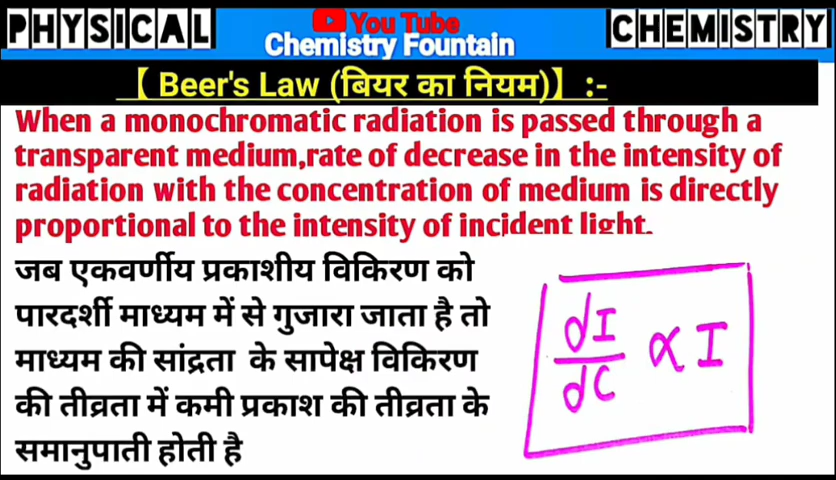 PHYSICAL
You Tube
CHEMISTRY
Chemistry Fountain
【 Beer's Law (बियर का नियम)】 :-
When a monochromatic radiation is passed through a
transparent medium,rate of decrease in the intensity of
radiation with the concentration of medium is directly
proportional to the intensity of incident light.
जब एकवर्णीय प्रकाशीय विकिरण को
पारदर्शी माध्यम में से गुजारा जाता है तो
माध्यम की सांद्रता के सापेक्ष विकिरण
की तीव्रता में कमी प्रकाश की तीव्रता के
समानुपाती होती है
dI/dC ∝ I